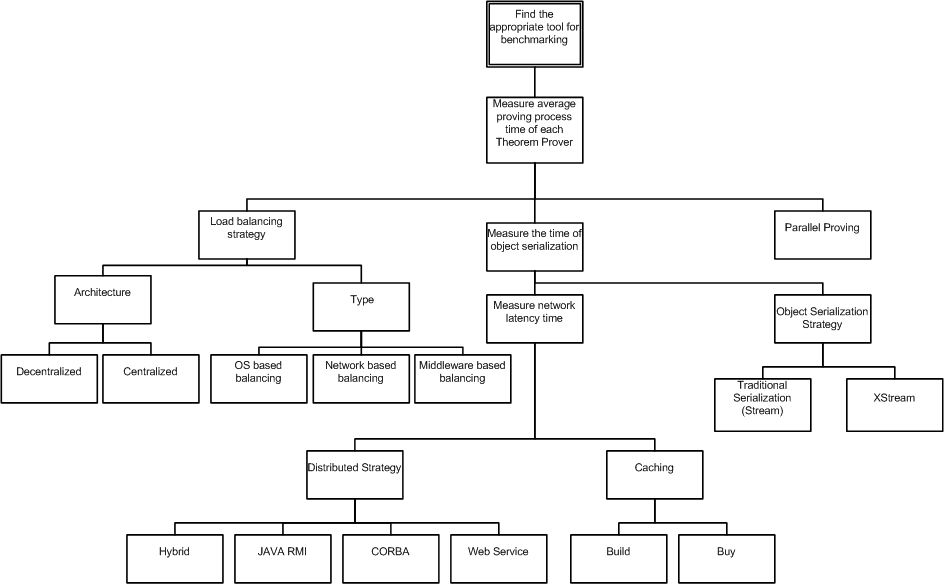 Find the
appropriate tool for
benchmarking
Measure average
proving process
time of each
Theorem Prover
Load balancing
strategy
Measure the time of
object serialization
Parallel Proving
Architecture
Type
Measure network
latency time
Object Serialization
Strategy
Decentralized
Centralized
OS based
balancing
Network based
balancing
Middleware based
balancing
Traditional
Serialization
(Stream)
XStream
Distributed Strategy
Caching
Hybrid
JAVA RMI
CORBA
Web Service
Build
Buy